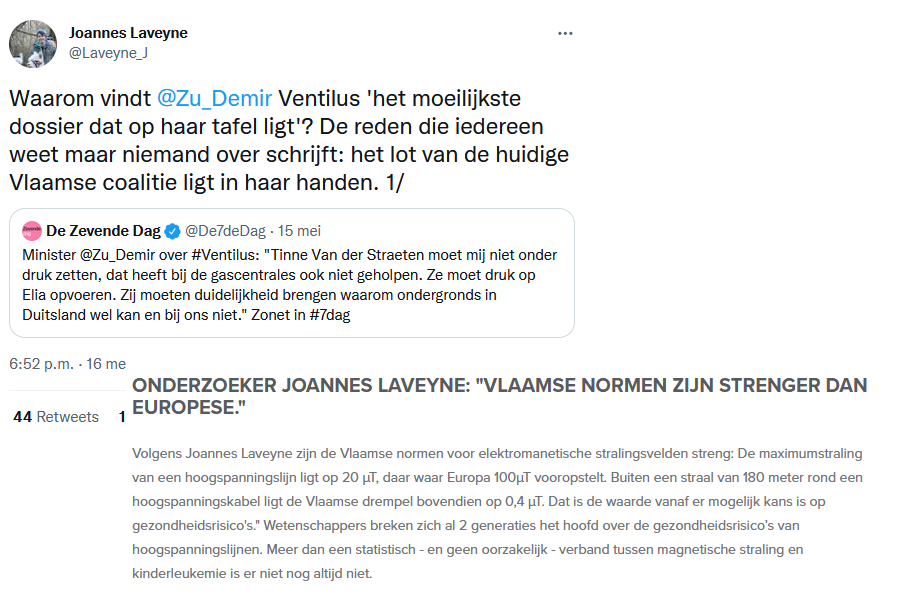 Joannes Laveyne
@Laveyne_J
Waarom vindt @Zu_Demir Ventilus 'het moeilijkste
dossier dat op haar tafel ligt'? De reden die iedereen
weet maar niemand over schrijft: het lot van de huidige
Vlaamse coalitie ligt in haar handen. 1/
De Zevende Dag @De7deDag · 15 mei
Minister @Zu_Demir over #Ventilus: "Tinne Van der Straeten moet mij niet onder
druk zetten, dat heeft bij de gascentrales ook niet geholpen. Ze moet druk op
Elia opvoeren. Zij moeten duidelijkheid brengen waarom ondergronds in
Duitsland wel kan en bij ons niet." Zonet in #7dag
6:52 p.m. · 16 me
44 Retweets 1
ONDERZOEKER JOANNES LAVEYNE: "VLAAMSE NORMEN ZIJN STRENGER DAN
EUROPESE."
Volgens Joannes Laveyne zijn de Vlaamse normen voor elektromanetische stralingsvelden streng: De maximumstraling
van een hoogspanningslijn ligt op 20 µT, daar waar Europa 100µT vooropstelt. Buiten een straal van 180 meter rond een
hoogspanningskabel ligt de Vlaamse drempel bovendien op 0,4 µT. Dat is de waarde vanaf er mogelijk kans is op
gezondheidsrisico's." Wetenschappers breken zich al 2 generaties het hoofd over de gezondheidsrisico's van
hoogspanningslijnen. Meer dan een statistisch - en geen oorzakelijk - verband tussen magnetische straling en
kinderleukemie is er niet nog altijd niet.